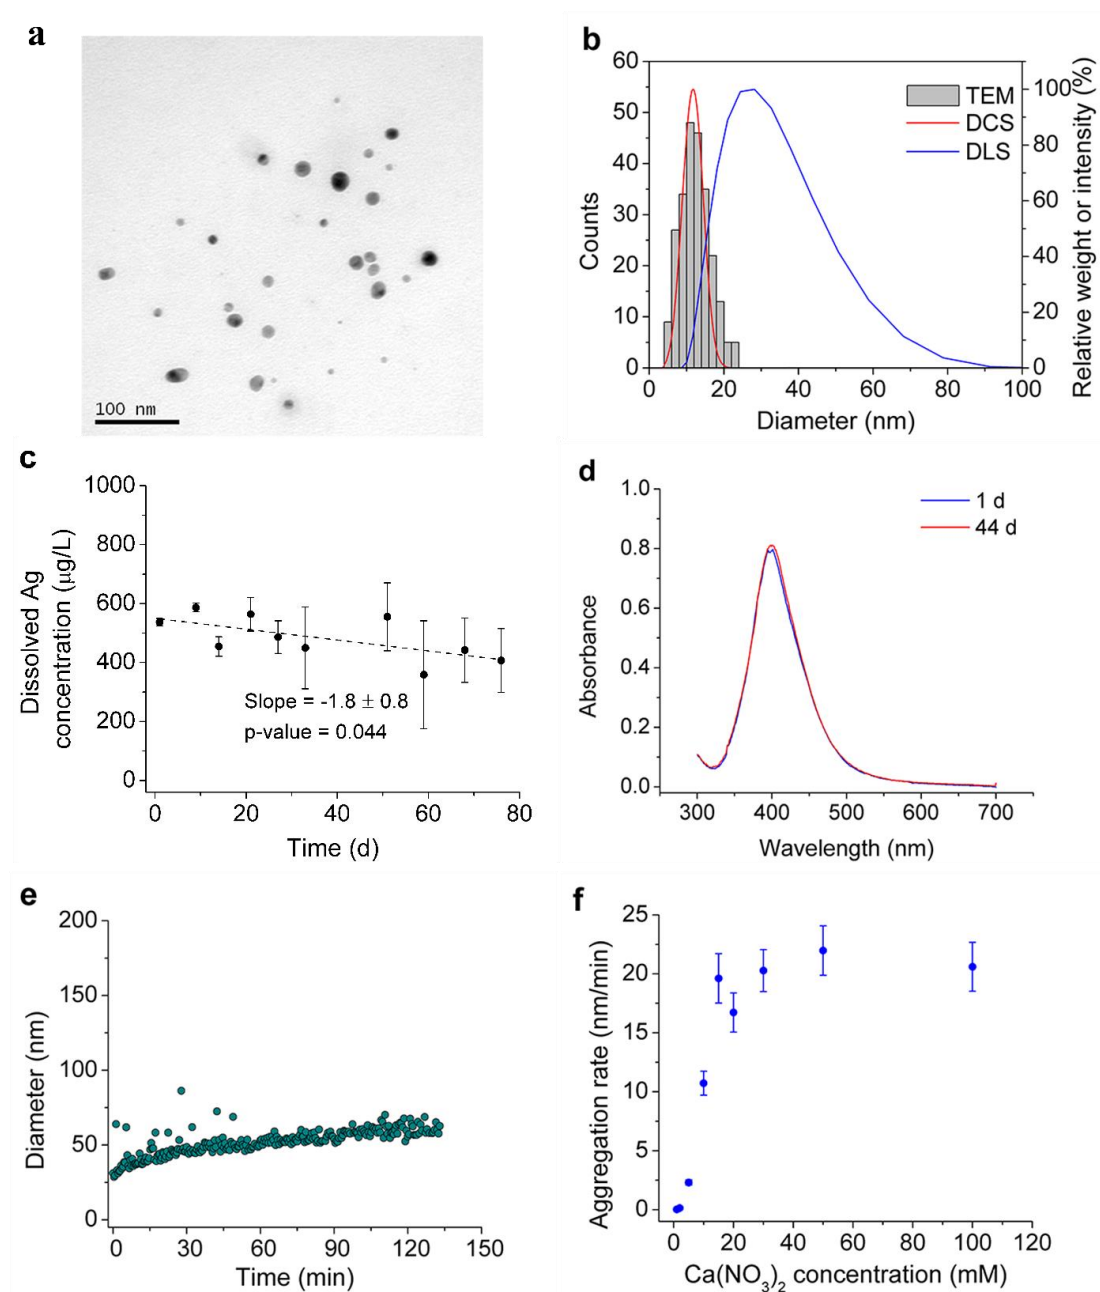 a
100 nm
b
60
50
40
30
20
10
0
Counts
TEM
DCS
DLS
100
80
60
40
20
0
Relative weight or intensity (%)
0 20 40 60 80 100
Diameter (nm)
c
1000
800
600
400
200
0
Dissolved Ag
concentration (µg/L)
Slope = -1.8 ± 0.8
p-value = 0.044
0 20 40 60 80
Time (d)
d
1.0
0.8
0.6
0.4
0.2
0.0
Absorbance
1 d
44 d
300 400 500 600 700
Wavelength (nm)
e
200
150
100
50
0
Diameter (nm)
0 30 60 90 120 150
Time (min)
f
25
20
15
10
5
0
Aggregation rate (nm/min)
0 20 40 60 80 100 120
Ca(NO₃)₂ concentration (mM)